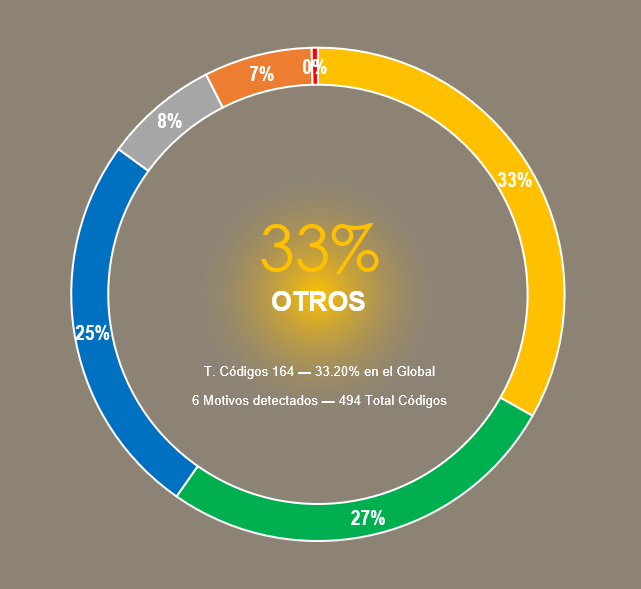 0%
7%
8%
33%
33%
OTROS
25%
T. Códigos 164 — 33.20% en el Global
6 Motivos detectados — 494 Total Códigos
27%